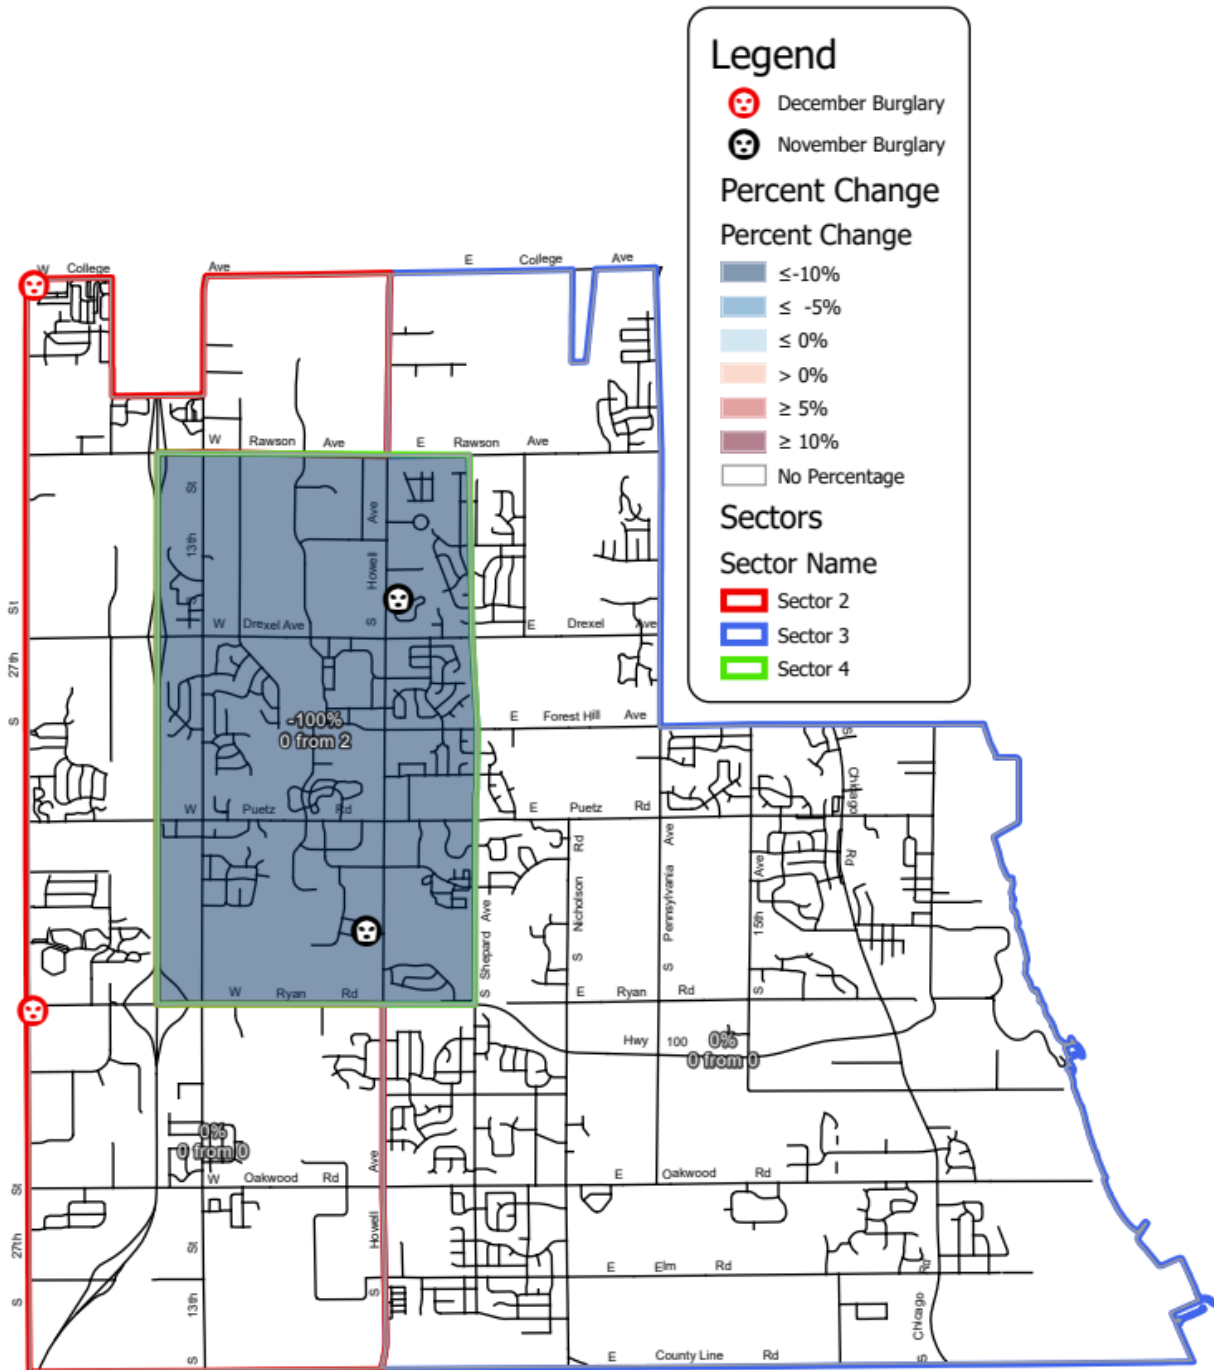 Legend
December Burglary
November Burglary
Percent Change
Percent Change
≤-10%
≤ -5%
≤ 0%
> 0%
≥ 5%
≥ 10%
No Percentage
Sectors
Sector Name
Sector 2
Sector 3
Sector 4
W College Ave
E College Ave
W Rawson Ave
E Rawson Ave
S 13th St
S Howell Ave
S 27th St
W Drexel Ave
E Drexel Ave
-100%
0 from 2
E Forest Hill Ave
W Puetz Rd
E Puetz Rd
S Chicago Rd
S Shepard Ave
S Nicholson Rd
S Pennsylvania Ave
S 15th Ave
W Ryan Rd
E Ryan Rd
Hwy 100
0%
0 from 0
0%
0 from 0
W Oakwood Rd
E Oakwood Rd
S 27th St
S 13th St
S Howell Ave
E Elm Rd
S Chicago Rd
E County Line Rd